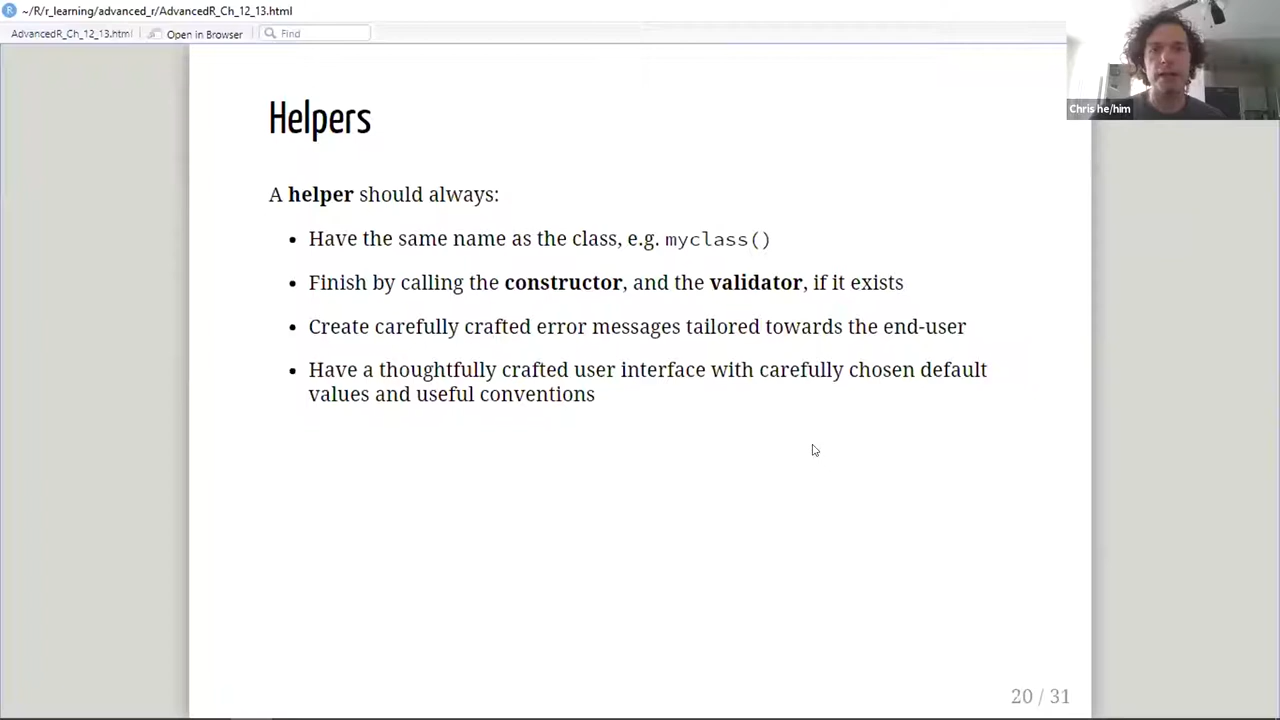 ~/R/r_learning/advanced_r/AdvancedR_Ch_12_13.html
AdvancedR_Ch_12_13.html
Open in Browser
Find
Chris he/him
Helpers
A helper should always:
• Have the same name as the class, e.g. myclass()
• Finish by calling the constructor, and the validator, if it exists
• Create carefully crafted error messages tailored towards the end-user
• Have a thoughtfully crafted user interface with carefully chosen default
values and useful conventions
20 / 31